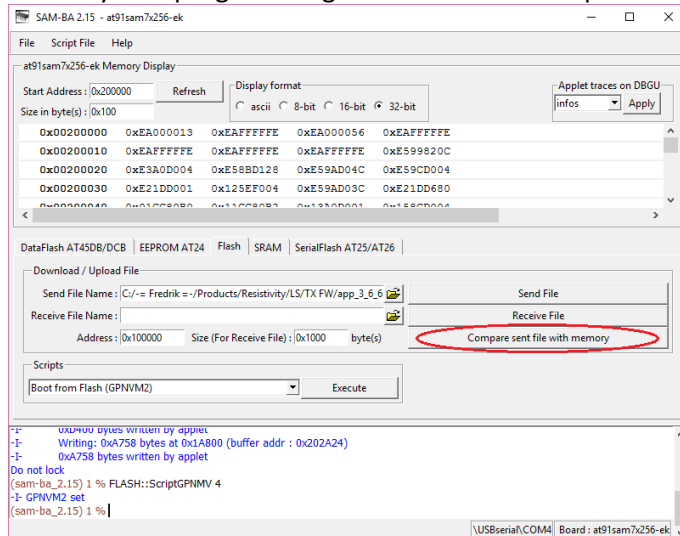 SAM-BA 2.15 - at91sam7x256-ek
File Script File Help
at91sam7x256-ek Memory Display
Start Address : 0x200000 Refresh
Size in byte(s) : 0x100
Display format
ascii 8-bit 16-bit 32-bit
Applet traces on DBGU
infos Apply
0x00200000 0xEA000013 0xEAFFFFFE 0xEA000056 0xEAFFFFFE
0x00200010 0xEAFFFFFE 0xEAFFFFFE 0xEAFFFFFE 0xE599820C
0x00200020 0xE3A0D004 0xE58BD128 0xE59AD04C 0xE59CD004
0x00200030 0xE21DD001 0x125EF004 0xE59AD03C 0xE21DD680
DataFlash AT45DB/DCB EEPROM AT24 Flash SRAM SerialFlash AT25/AT26
Download / Upload File
Send File Name : C:/-= Fredrik =-/Products/Resistivity/LS/TX FW/app_3_6_6 Send File
Receive File Name : Receive File
Address : 0x100000 Size (For Receive File) : 0x1000 byte(s) Compare sent file with memory
Scripts
Boot from Flash (GPNVM2) Execute
-I- 0xD400 bytes written by applet
-I- Writing: 0xA758 bytes at 0x1A800 (buffer addr : 0x202A24)
-I- 0xA758 bytes written by applet
Do not lock
(sam-ba_2.15) 1 % FLASH::ScriptGPNMV 4
-I- GPNVM2 set
(sam-ba_2.15) 1 %
\USBserial\COM4 Board : at91sam7x256-ek